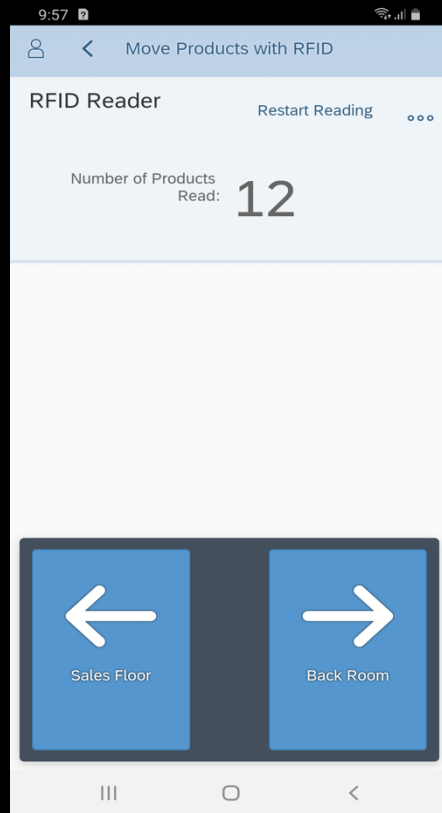 9:57
Move Products with RFID
RFID Reader
Restart Reading
Number of Products
Read:
12
Sales Floor
Back Room